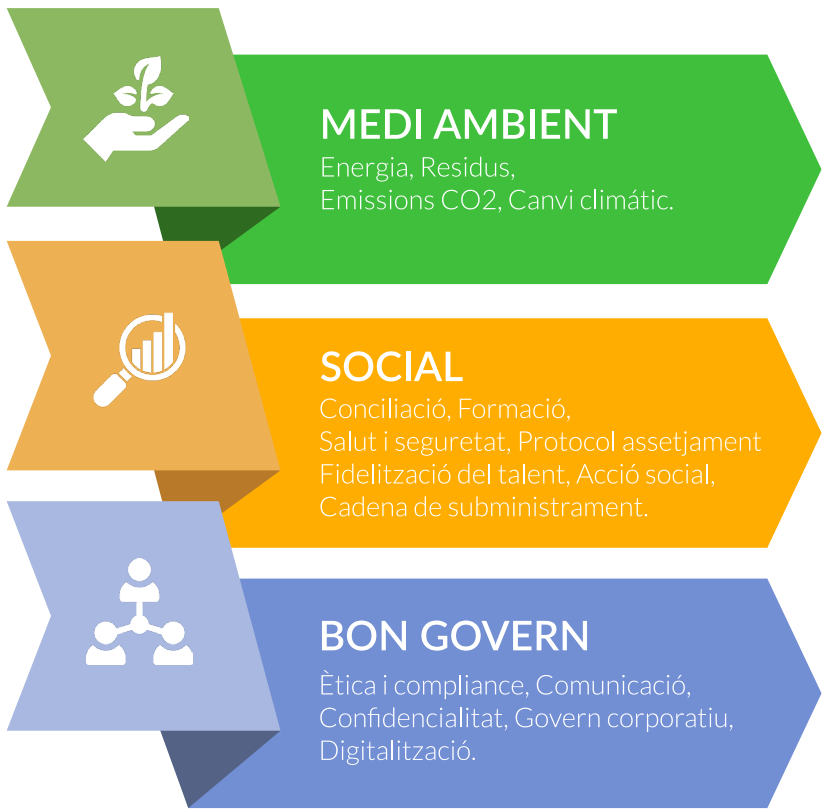 MEDI AMBIENT
Energia, Residus,
Emissions CO2, Canvi climátic.
SOCIAL
Conciliació, Formació,
Salut i seguretat, Protocol assetjament
Fidelització del talent, Acció social,
Cadena de subministrament.
BON GOVERN
Ètica i compliance, Comunicació,
Confidencialitat, Govern corporatiu,
Digitalització.